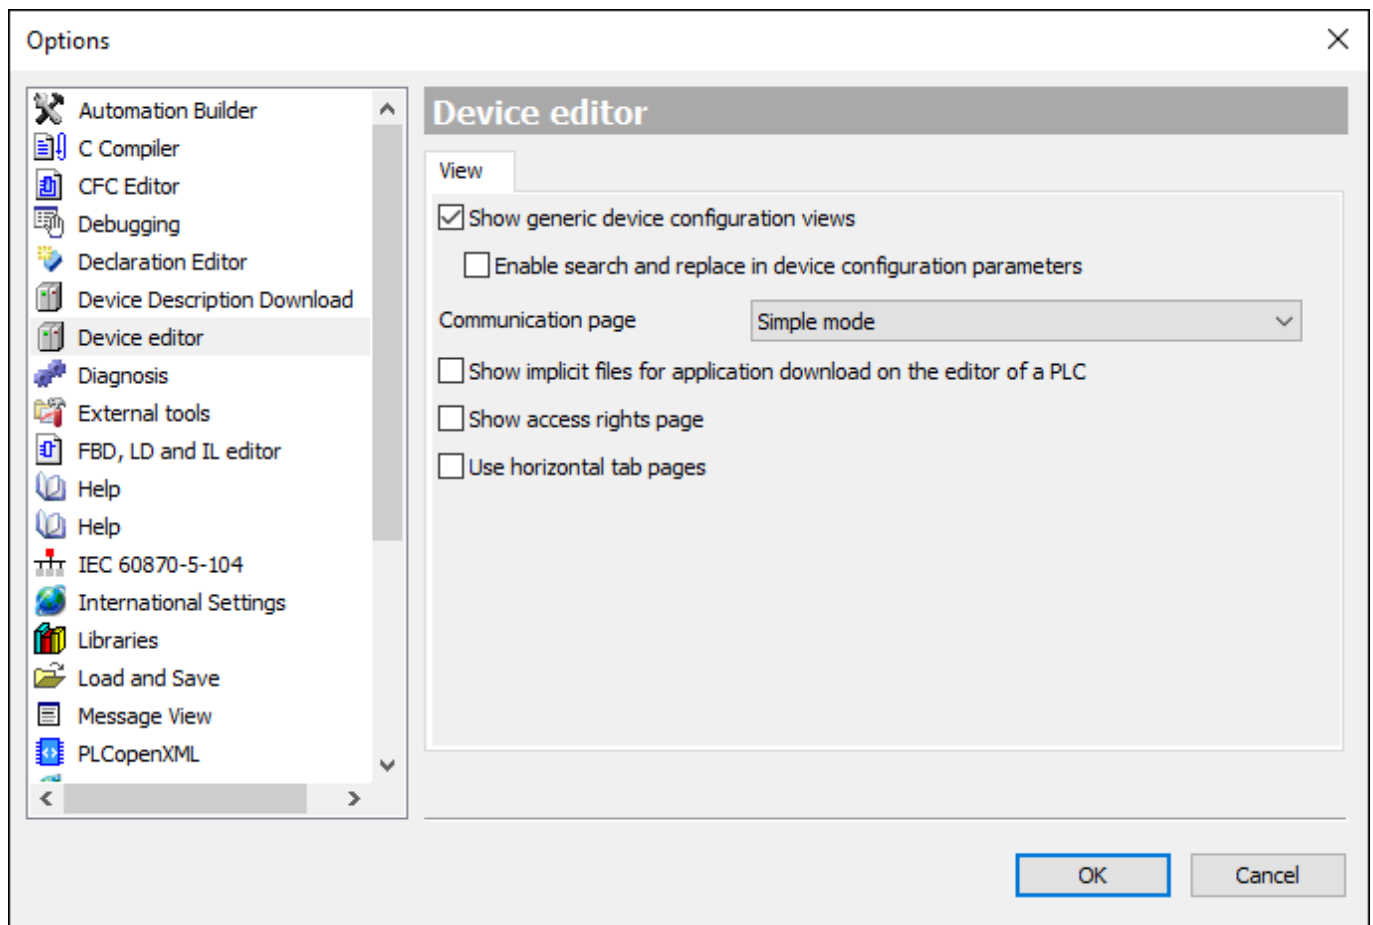 Options
Automation Builder
C Compiler
CFC Editor
Debugging
Declaration Editor
Device Description Download
Device editor
Diagnosis
External tools
FBD, LD and IL editor
Help
Help
IEC 60870-5-104
International Settings
Libraries
Load and Save
Message View
PLCopenXML
Device editor
View
Show generic device configuration views
Enable search and replace in device configuration parameters
Communication page
Simple mode
Show implicit files for application download on the editor of a PLC
Show access rights page
Use horizontal tab pages
OK
Cancel